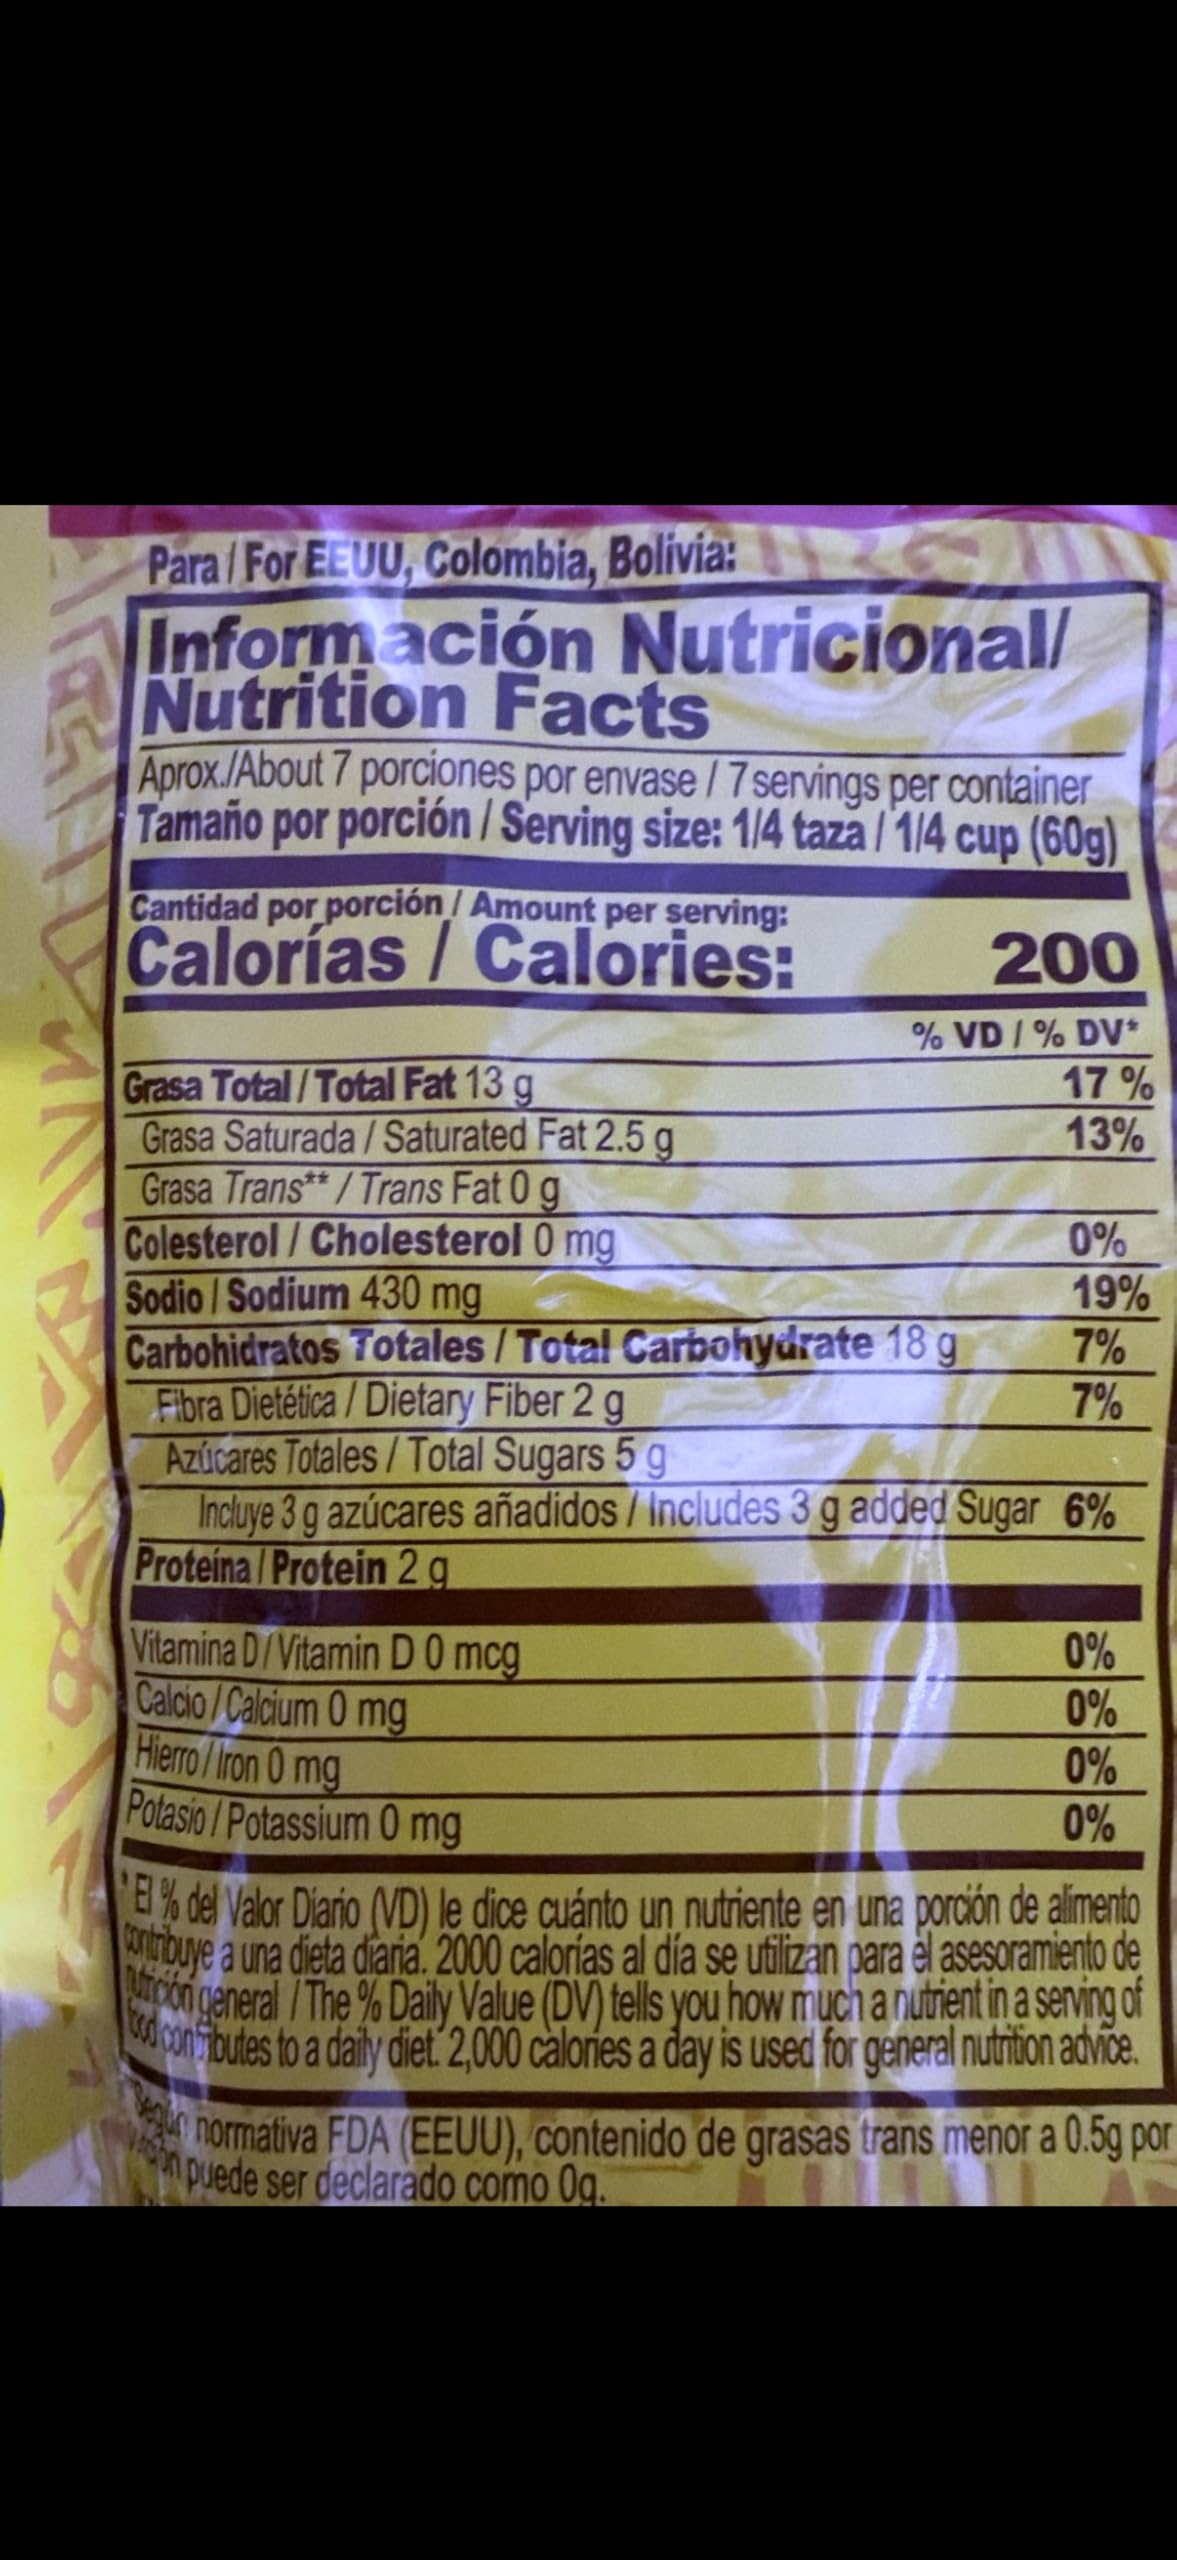 Para / For EEUU, Colombia, Bolivia:
Información Nutricional/
Nutrition Facts
Aprox./About 7 porciones por envase / 7 servings per container
Tamaño por porción / Serving size: 1/4 taza / 1/4 cup (60g)
Cantidad por porción / Amount per serving:
Calorías / Calories: 200
% VD / % DV*
Grasa Total / Total Fat 13 g 17 %
Grasa Saturada / Saturated Fat 2.5 g 13%
Grasa Trans** / Trans Fat 0 g
Colesterol / Cholesterol 0 mg 0%
Sodio / Sodium 430 mg 19%
Carbohidratos Totales / Total Carbohydrate 18 g 7%
Fibra Dietética / Dietary Fiber 2 g 7%
Azúcares Totales / Total Sugars 5 g
Incluye 3 g azúcares añadidos / Includes 3 g added Sugar 6%
Proteína / Protein 2 g
Vitamina D / Vitamin D 0 mcg 0%
Calcio / Calcium 0 mg 0%
Hierro / Iron 0 mg 0%
Potasio / Potassium 0 mg 0%
* El % del Valor Diario (VD) le dice cuánto un nutriente en una porción de alimento
contribuye a una dieta diaria. 2000 calorías al día se utilizan para el asesoramiento de
nutrición general / The % Daily Value (DV) tells you how much a nutrient in a serving of
food contributes to a daily diet. 2,000 calories a day is used for general nutrition advice.
Según normativa FDA (EEUU), contenido de grasas trans menor a 0.5g por
puede ser declarado como 0g.